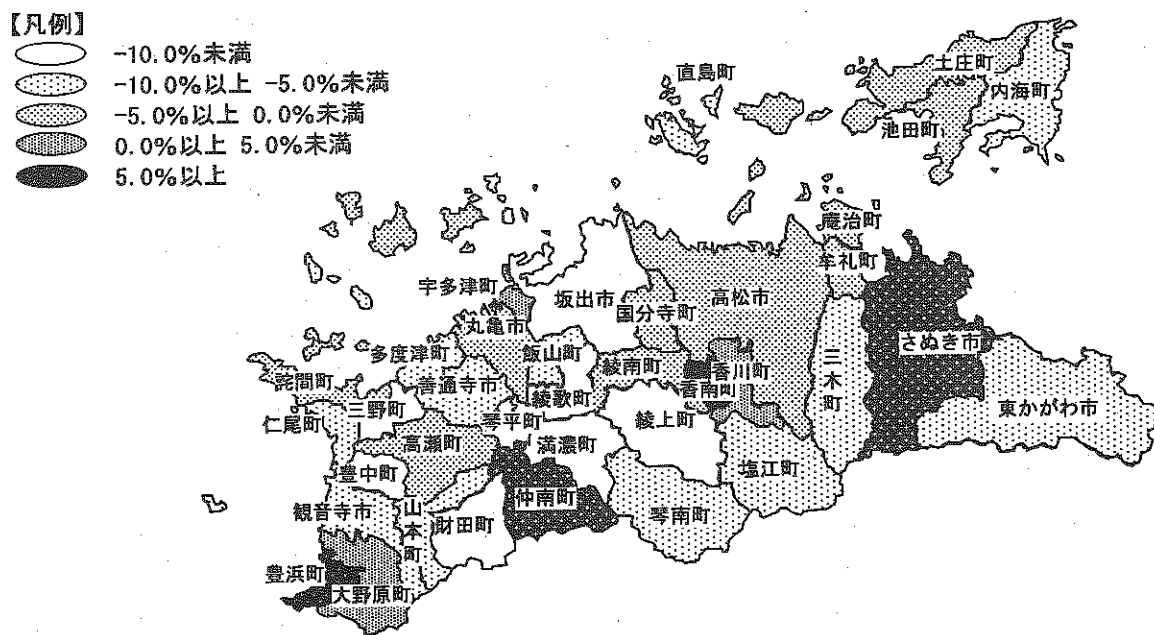 【凡例】
-10.0%未満
-10.0%以上 -5.0%未満
-5.0%以上 0.0%未満
0.0%以上 5.0%未満
5.0%以上
直島町
土庄町
内海町
池田町
庵治町
牟礼町
宇多津町
坂出市
国分寺町
高松市
丸亀市
さぬき市
多度津町
飯山町
綾南町
香川町
香南町
三木町
詫間町
善通寺市
綾歌町
東かがわ市
三野町
仁尾町
琴平町
綾上町
高瀬町
満濃町
塩江町
豊中町
仲南町
琴南町
観音寺市
山本町
財田町
豊浜町
大野原町